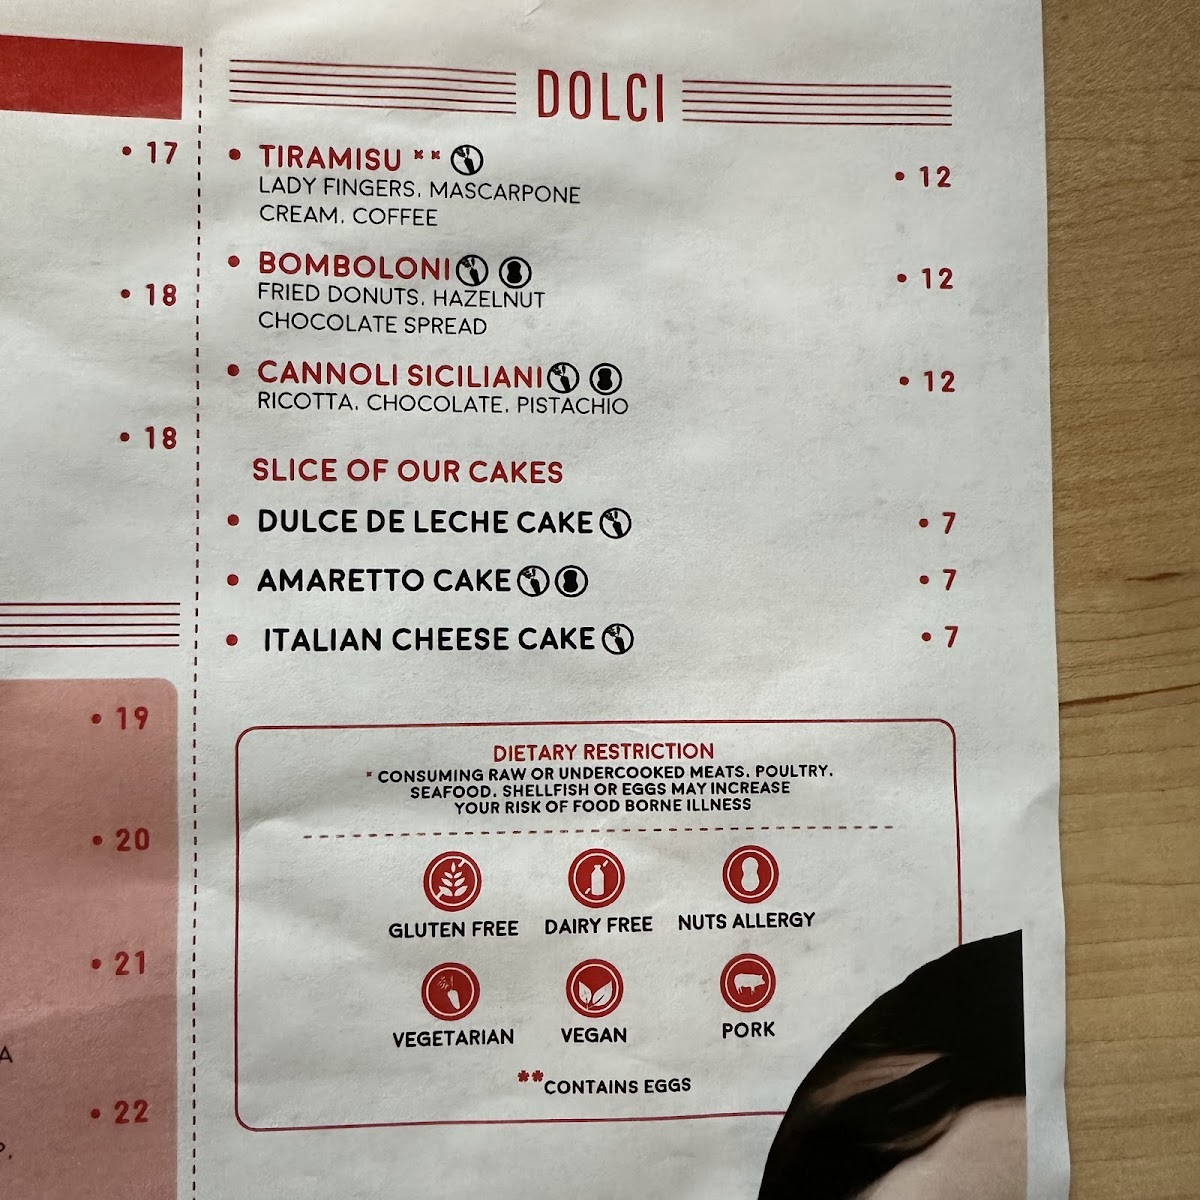 • 17
• 18
• 18
• 19
• 20
• 21
A
• 22
DOLCI
• TIRAMISU ** • 12
LADY FINGERS, MASCARPONE
CREAM, COFFEE
• BOMBOLONI • 12
FRIED DONUTS, HAZELNUT
CHOCOLATE SPREAD
• CANNOLI SICILIANI • 12
RICOTTA, CHOCOLATE, PISTACHIO
SLICE OF OUR CAKES
• DULCE DE LECHE CAKE • 7
• AMARETTO CAKE • 7
• ITALIAN CHEESE CAKE • 7
DIETARY RESTRICTION
* CONSUMING RAW OR UNDERCOOKED MEATS, POULTRY,
SEAFOOD, SHELLFISH OR EGGS MAY INCREASE
YOUR RISK OF FOOD BORNE ILLNESS
GLUTEN FREE DAIRY FREE NUTS ALLERGY
VEGETARIAN VEGAN PORK
**CONTAINS EGGS